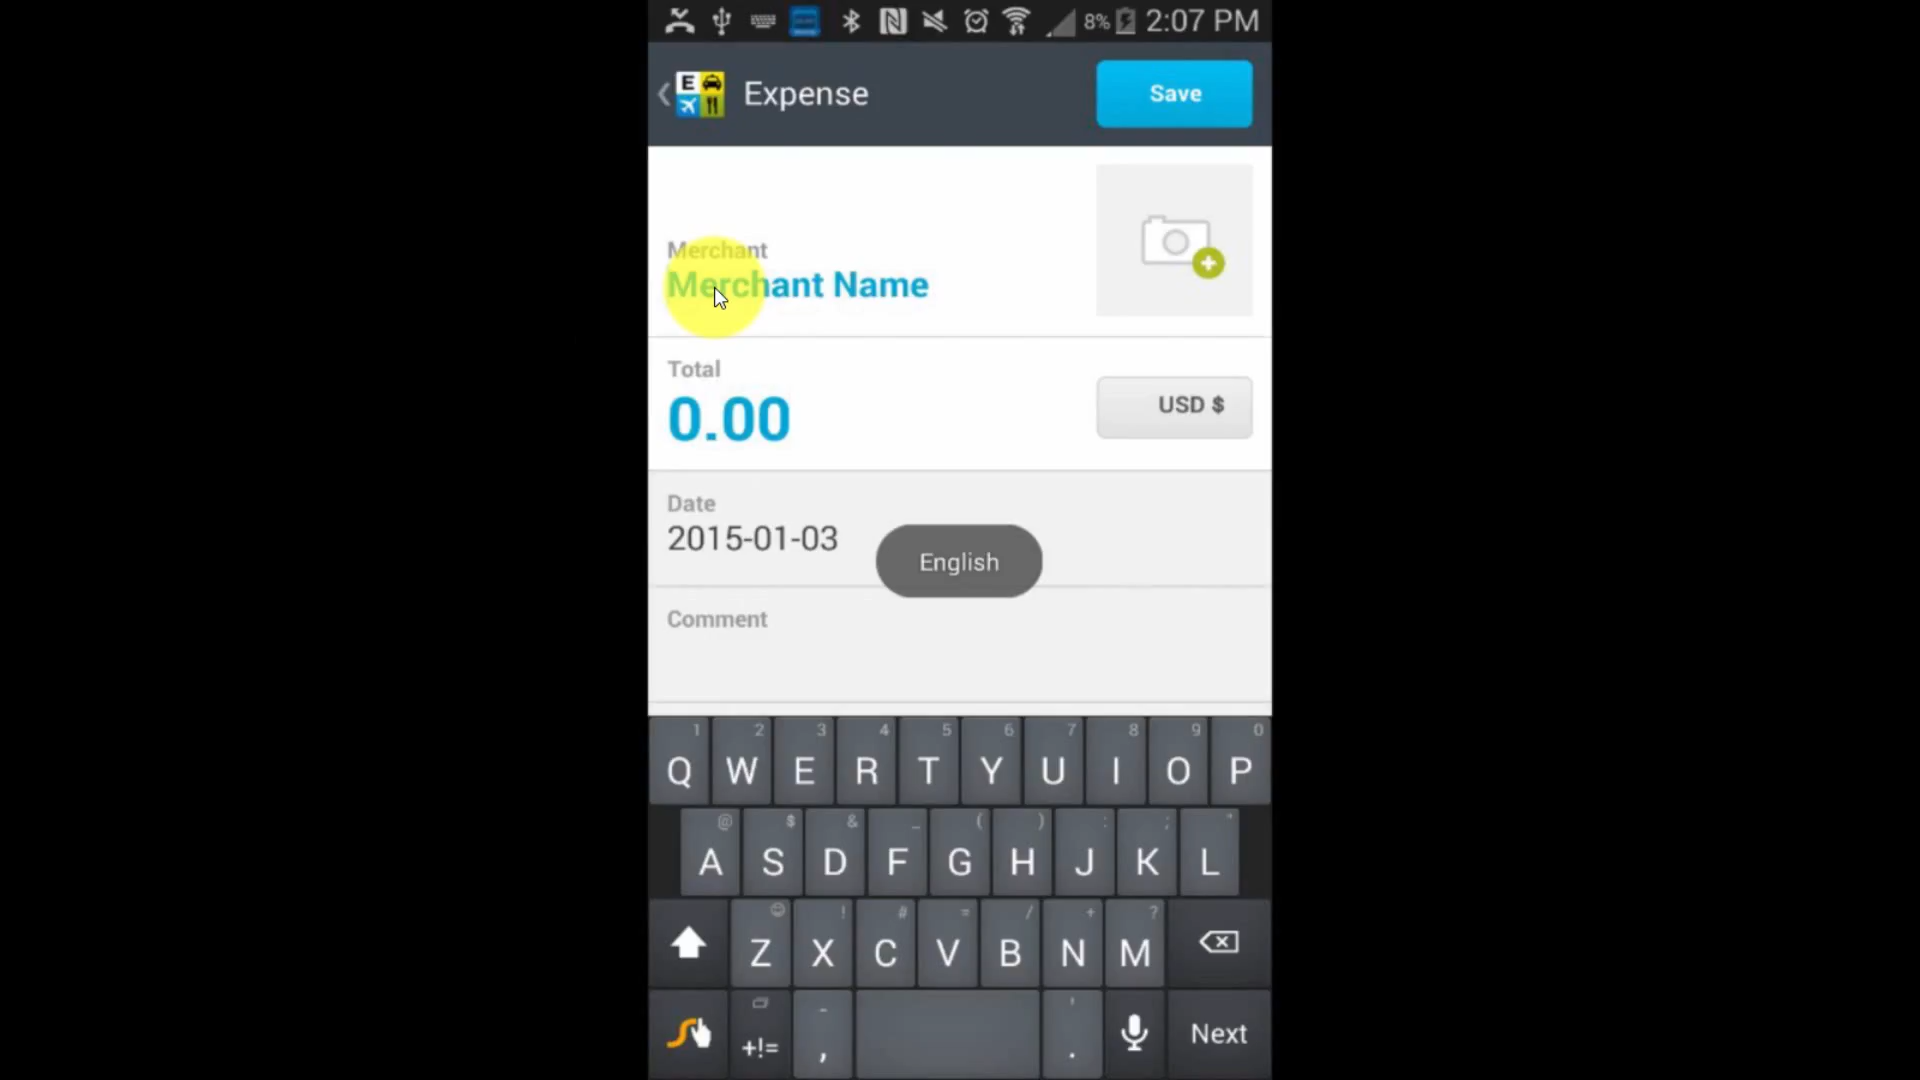 8% 2:07 PM
E Expense Save
Merchant
Merchant Name
Total
0.00 USD $
Date
2015-01-03
English
Comment
1 2 3 4 5 6 7 8 9 0
Q W E R T Y U I O P
@ $ & _ ( ) : ; "
A S D F G H J K L
! # = / + ?
Z X C V B N M
- '
+!= , . Next